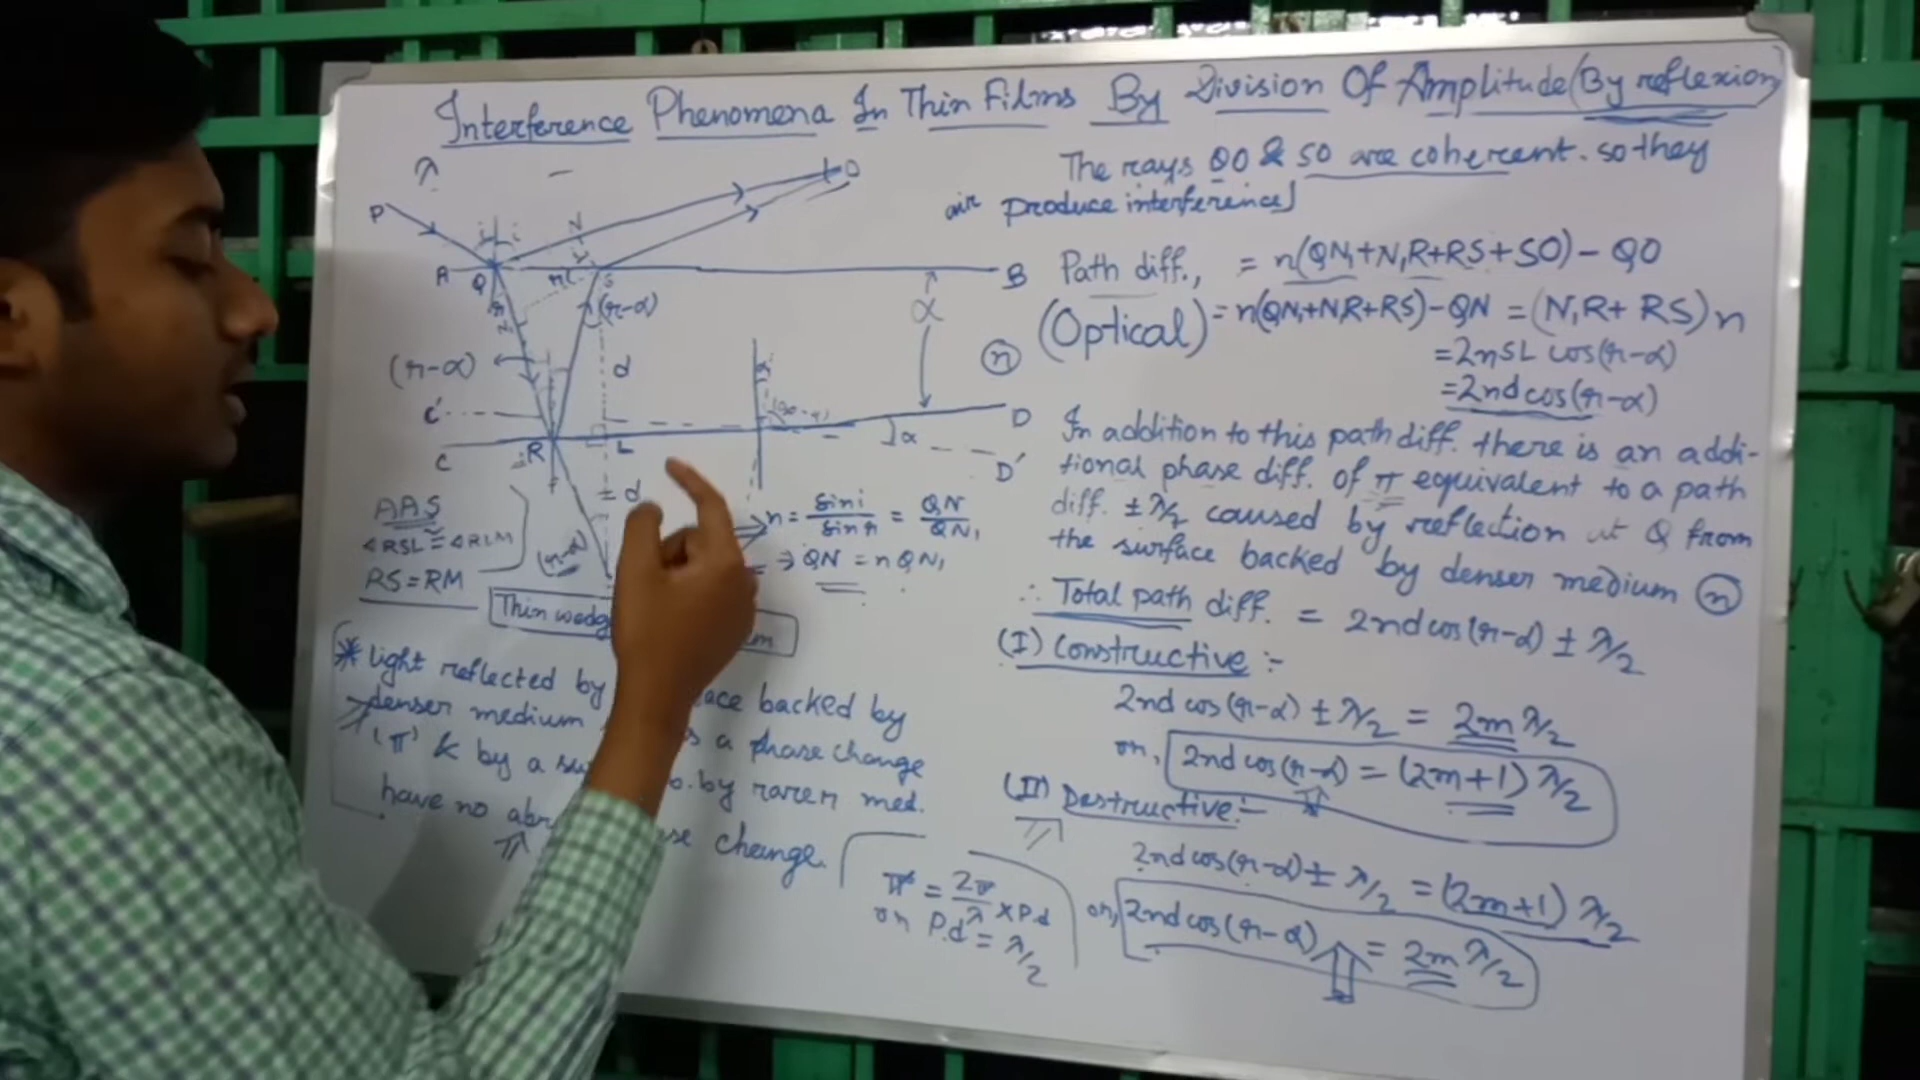 Interference Phenomena In Thin Films By Division Of Amplitude (By reflexion)
The rays QO & SO are coherent. so they
produce interference
air
Path diff., = n(QN₁+N₁R+RS+SO)-QO
(Optical) = n(QN₁+N₁R+RS)-QN = (N₁R+RS)n
=2nSL cos(r-α)
=2nd cos(r-α)
In addition to this path diff. there is an addi-
tional phase diff. of π equivalent to a path
diff. ±λ/2 caused by reflection at Q from
the surface backed by denser medium n
∴ Total path diff. = 2nd cos(r-α) ± λ/2
(I) Constructive :-
2nd cos(r-α) ± λ/2 = 2m λ/2
or, 2nd cos(r-α) = (2m+1) λ/2
(II) Destructive:-
2nd cos(r-α) ± λ/2 = (2m+1) λ/2
or, 2nd cos(r-α) = 2m λ/2
P
i
i
N
O
A
Q
r
S
B
N₁
(r-α)
(r-α)
d
α
n
C'
C
R
L
D
α
D'
= d
(r-α)
AAS
∠RSL ≅ ∠RLM
RS=RM
n = sin i / sin r = QN / QN₁
⇒ QN = n QN₁
Thin wedg
* light reflected by ace backed by
denser medium s a phase change
'π' & by a su b. by rarer med.
have no abr se change.
π = 2π/λ × P.d
or P.d = λ/2